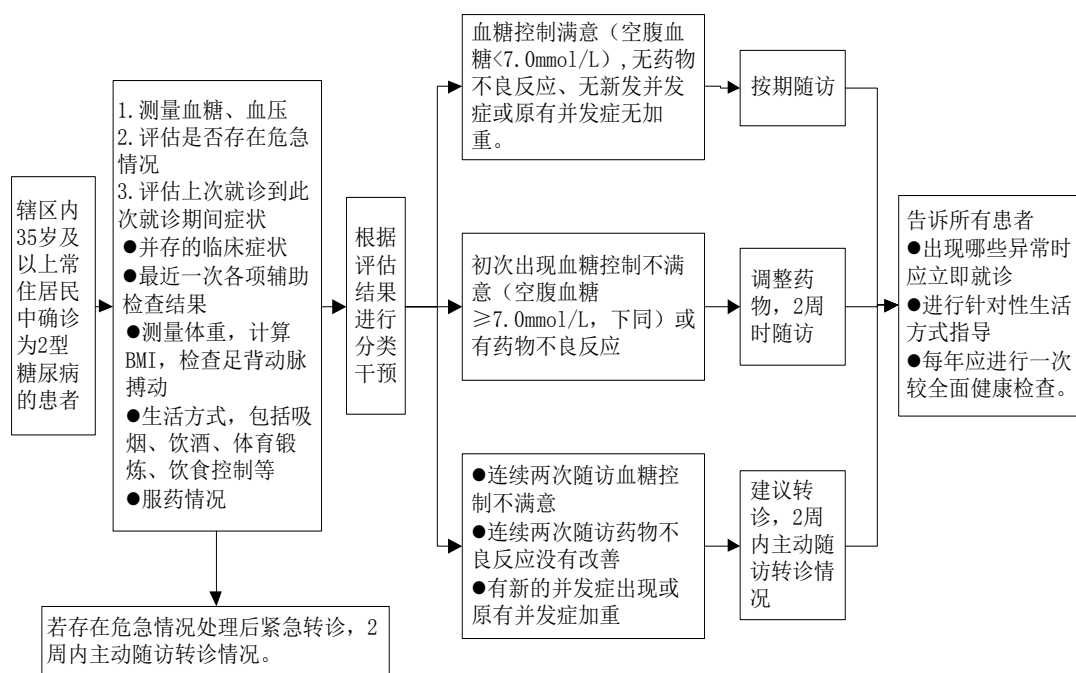 辖区内
35岁及
以上常
住居民
中确诊
为2型
糖尿病
的患者
1. 测量血糖、血压
2. 评估是否存在危急
情况
3. 评估上次就诊到此
次就诊期间症状
●并存的临床症状
●最近一次各项辅助
检查结果
●测量体重，计算
BMI，检查足背动脉
搏动
●生活方式，包括吸
烟、饮酒、体育锻
炼、饮食控制等
●服药情况
若存在危急情况处理后紧急转诊，2
周内主动随访转诊情况。
根据
评估
结果
进行
分类
干预
血糖控制满意（空腹血
糖<7.0mmol/L）,无药物
不良反应、无新发并发
症或原有并发症无加
重。
按期随访
初次出现血糖控制不满
意（空腹血糖
≥7.0mmol/L，下同）或
有药物不良反应
调整药
物，2周
时随访
●连续两次随访血糖控
制不满意
●连续两次随访药物不
良反应没有改善
●有新的并发症出现或
原有并发症加重
建议转
诊，2周
内主动随
访转诊情
况
告诉所有患者
●出现哪些异常时
应立即就诊
●进行针对性生活
方式指导
●每年应进行一次
较全面健康检查。